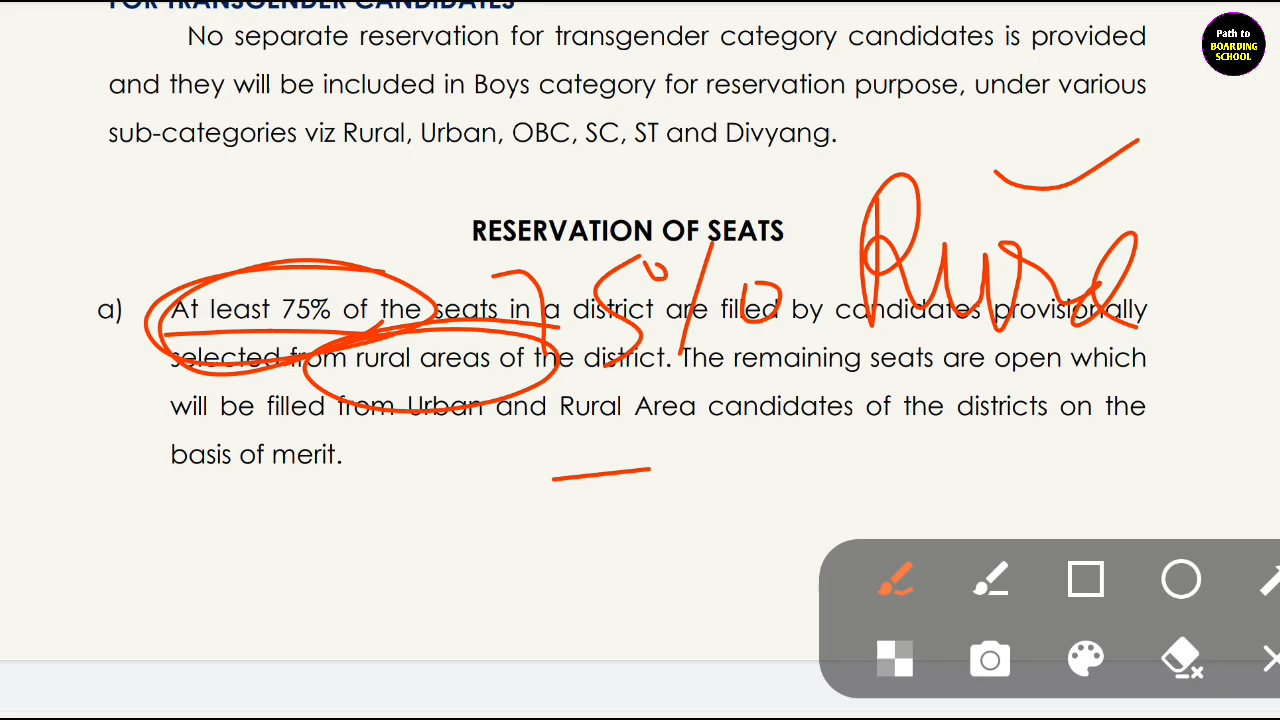 FOR TRANSGENDER CANDIDATES
No separate reservation for transgender category candidates is provided
and they will be included in Boys category for reservation purpose, under various
sub-categories viz Rural, Urban, OBC, SC, ST and Divyang.
Path to
BOARDING
SCHOOL
RESERVATION OF SEATS
75%
Rural
a) At least 75% of the seats in a district are filled by candidates provisionally
selected from rural areas of the district. The remaining seats are open which
will be filled from Urban and Rural Area candidates of the districts on the
basis of merit.